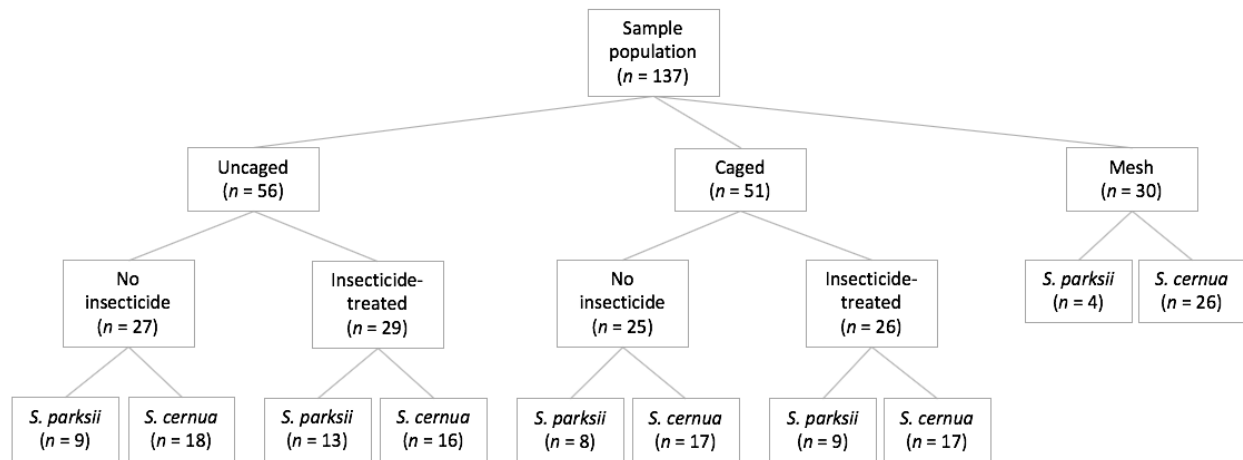 Sample
population
(n = 137)
Uncaged
(n = 56)
Caged
(n = 51)
Mesh
(n = 30)
No
insecticide
(n = 27)
Insecticide-
treated
(n = 29)
No
insecticide
(n = 25)
Insecticide-
treated
(n = 26)
S. parksii
(n = 4)
S. cernua
(n = 26)
S. parksii
(n = 9)
S. cernua
(n = 18)
S. parksii
(n = 13)
S. cernua
(n = 16)
S. parksii
(n = 8)
S. cernua
(n = 17)
S. parksii
(n = 9)
S. cernua
(n = 17)